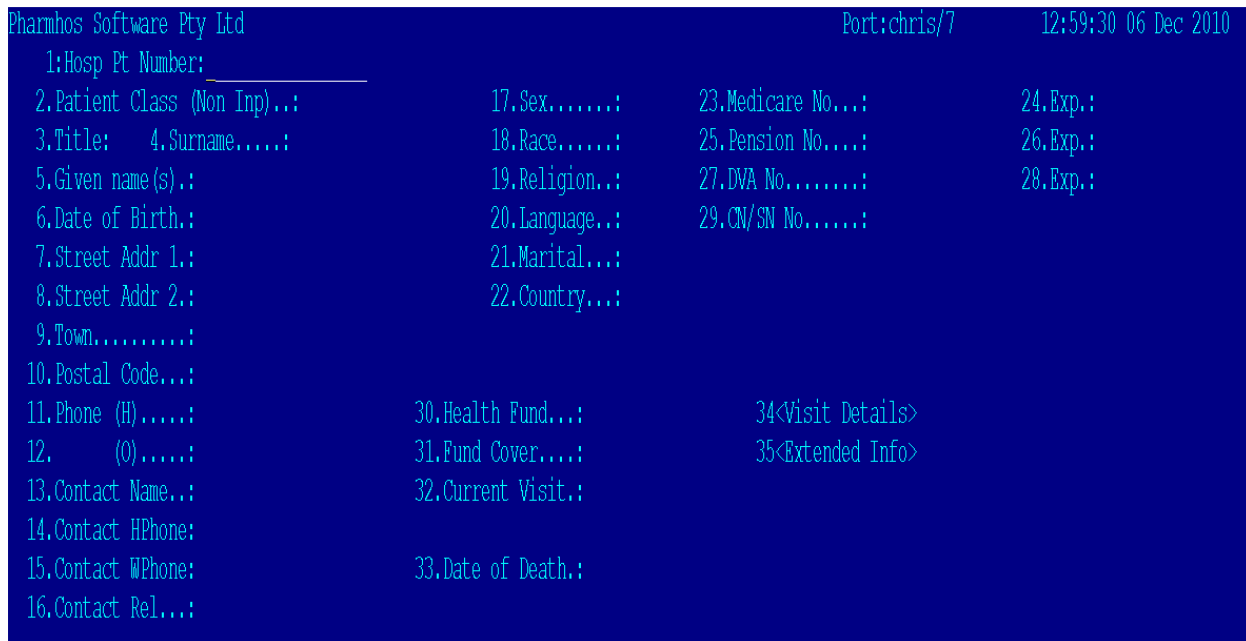 Pharmhos Software Pty Ltd Port:chris/7 12:59:30 06 Dec 2010
1:Hosp Pt Number:
2.Patient Class (Non Inp)..: 17.Sex.......: 23.Medicare No...: 24.Exp.:
3.Title: 4.Surname.....: 18.Race......: 25.Pension No....: 26.Exp.:
5.Given name(s).: 19.Religion..: 27.DVA No........: 28.Exp.:
6.Date of Birth.: 20.Language..: 29.CN/SN No......:
7.Street Addr 1.: 21.Marital...:
8.Street Addr 2.: 22.Country...:
9.Town..........:
10.Postal Code...:
11.Phone (H).....: 30.Health Fund...: 34<Visit Details>
12. (O).....: 31.Fund Cover....: 35<Extended Info>
13.Contact Name..: 32.Current Visit.:
14.Contact HPhone:
15.Contact WPhone: 33.Date of Death.:
16.Contact Rel...: